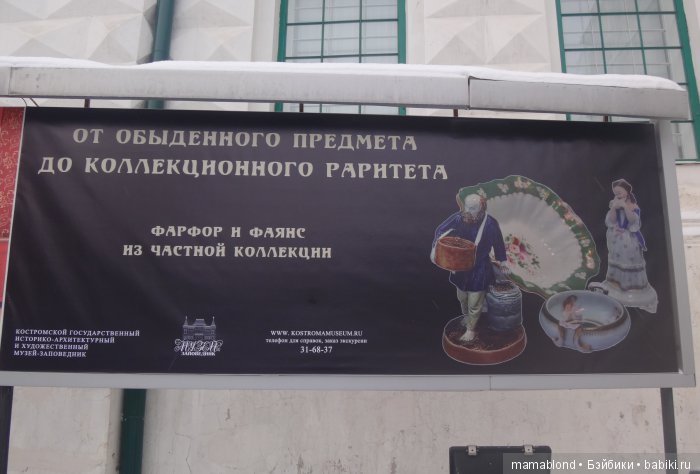 ОТ ОБЫДЕННОГО ПРЕДМЕТА
ДО КОЛЛЕКЦИОННОГО РАРИТЕТА
ФАРФОР И ФАЯНС
ИЗ ЧАСТНОЙ КОЛЛЕКЦИИ
КОСТРОМСКОЙ ГОСУДАРСТВЕННЫЙ
ИСТОРИКО-АРХИТЕКТУРНЫЙ
И ХУДОЖЕСТВЕННЫЙ
МУЗЕЙ-ЗАПОВЕДНИК
МУЗЕЙ
ЗАПОВЕДНИК
WWW. KOSTROMAMUSEUM.RU
телефон для справок, заказ экскурсии
31-68-37
mamablond • Бэйбики • babiki.ru